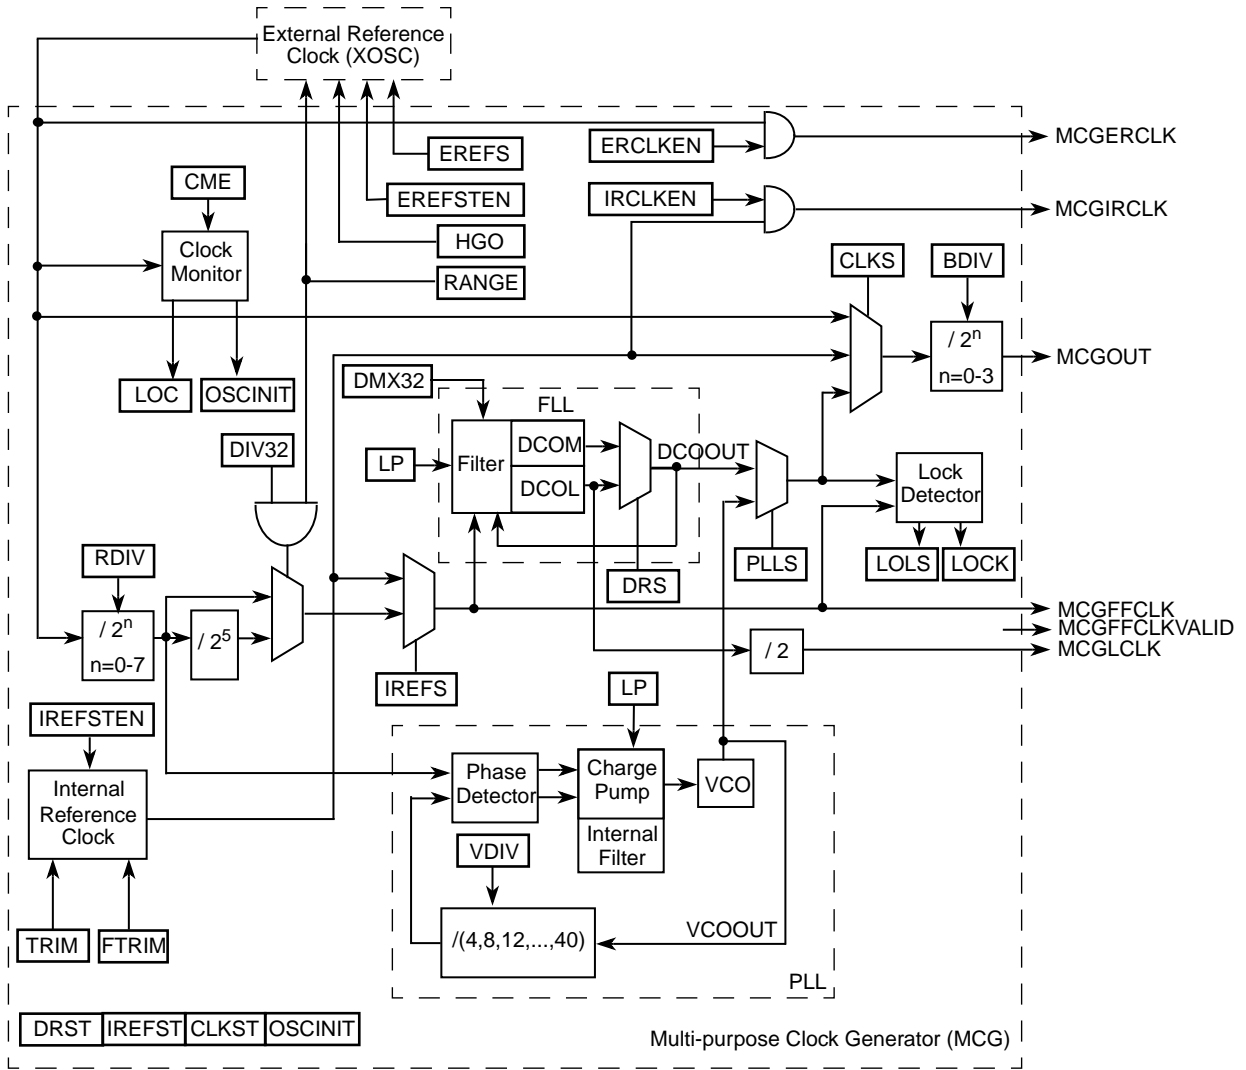 External Reference
Clock (XOSC)
MCGERCLK
ERCLKEN
EREFS
CME
IRCLKEN
EREFSTEN
MCGIRCLK
HGO
Clock
Monitor
CLKS
BDIV
RANGE
/ 2n
n=0-3
MCGOUT
DMX32
LOC
OSCINIT
FLL
DIV32
LP
Filter
DCOM
DCOL
DCOOUT
Lock
Detector
RDIV
DRS
PLLS
LOLS
LOCK
/ 2n
n=0-7
/ 25
MCGFFCLK
MCGFFCLKVALID
MCGLCLK
/ 2
IREFS
LP
IREFSTEN
Internal
Reference
Clock
Phase
Detector
Charge
Pump
VCO
Internal
Filter
VDIV
TRIM
FTRIM
/(4,8,12,...,40)
VCOOUT
PLL
DRST
IREFST
CLKST
OSCINIT
Multi-purpose Clock Generator (MCG)